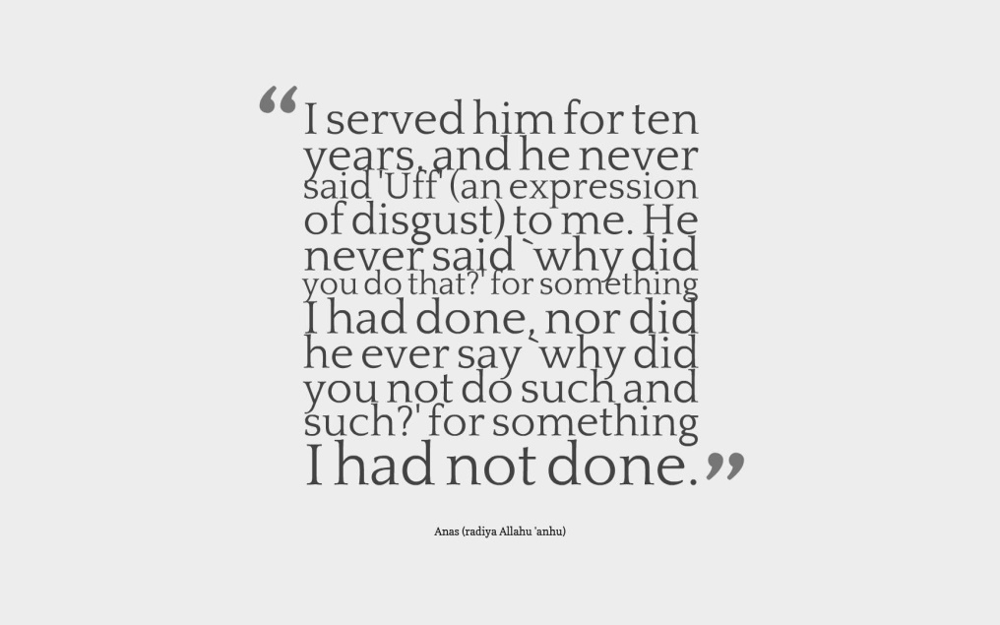 “I served him for ten
years, and he never
said 'Uff' (an expression
of disgust) to me. He
never said `why did
you do that?' for something
I had done, nor did
he ever say `why did
you not do such and
such?' for something
I had not done.”
Anas (radiya Allahu 'anhu)